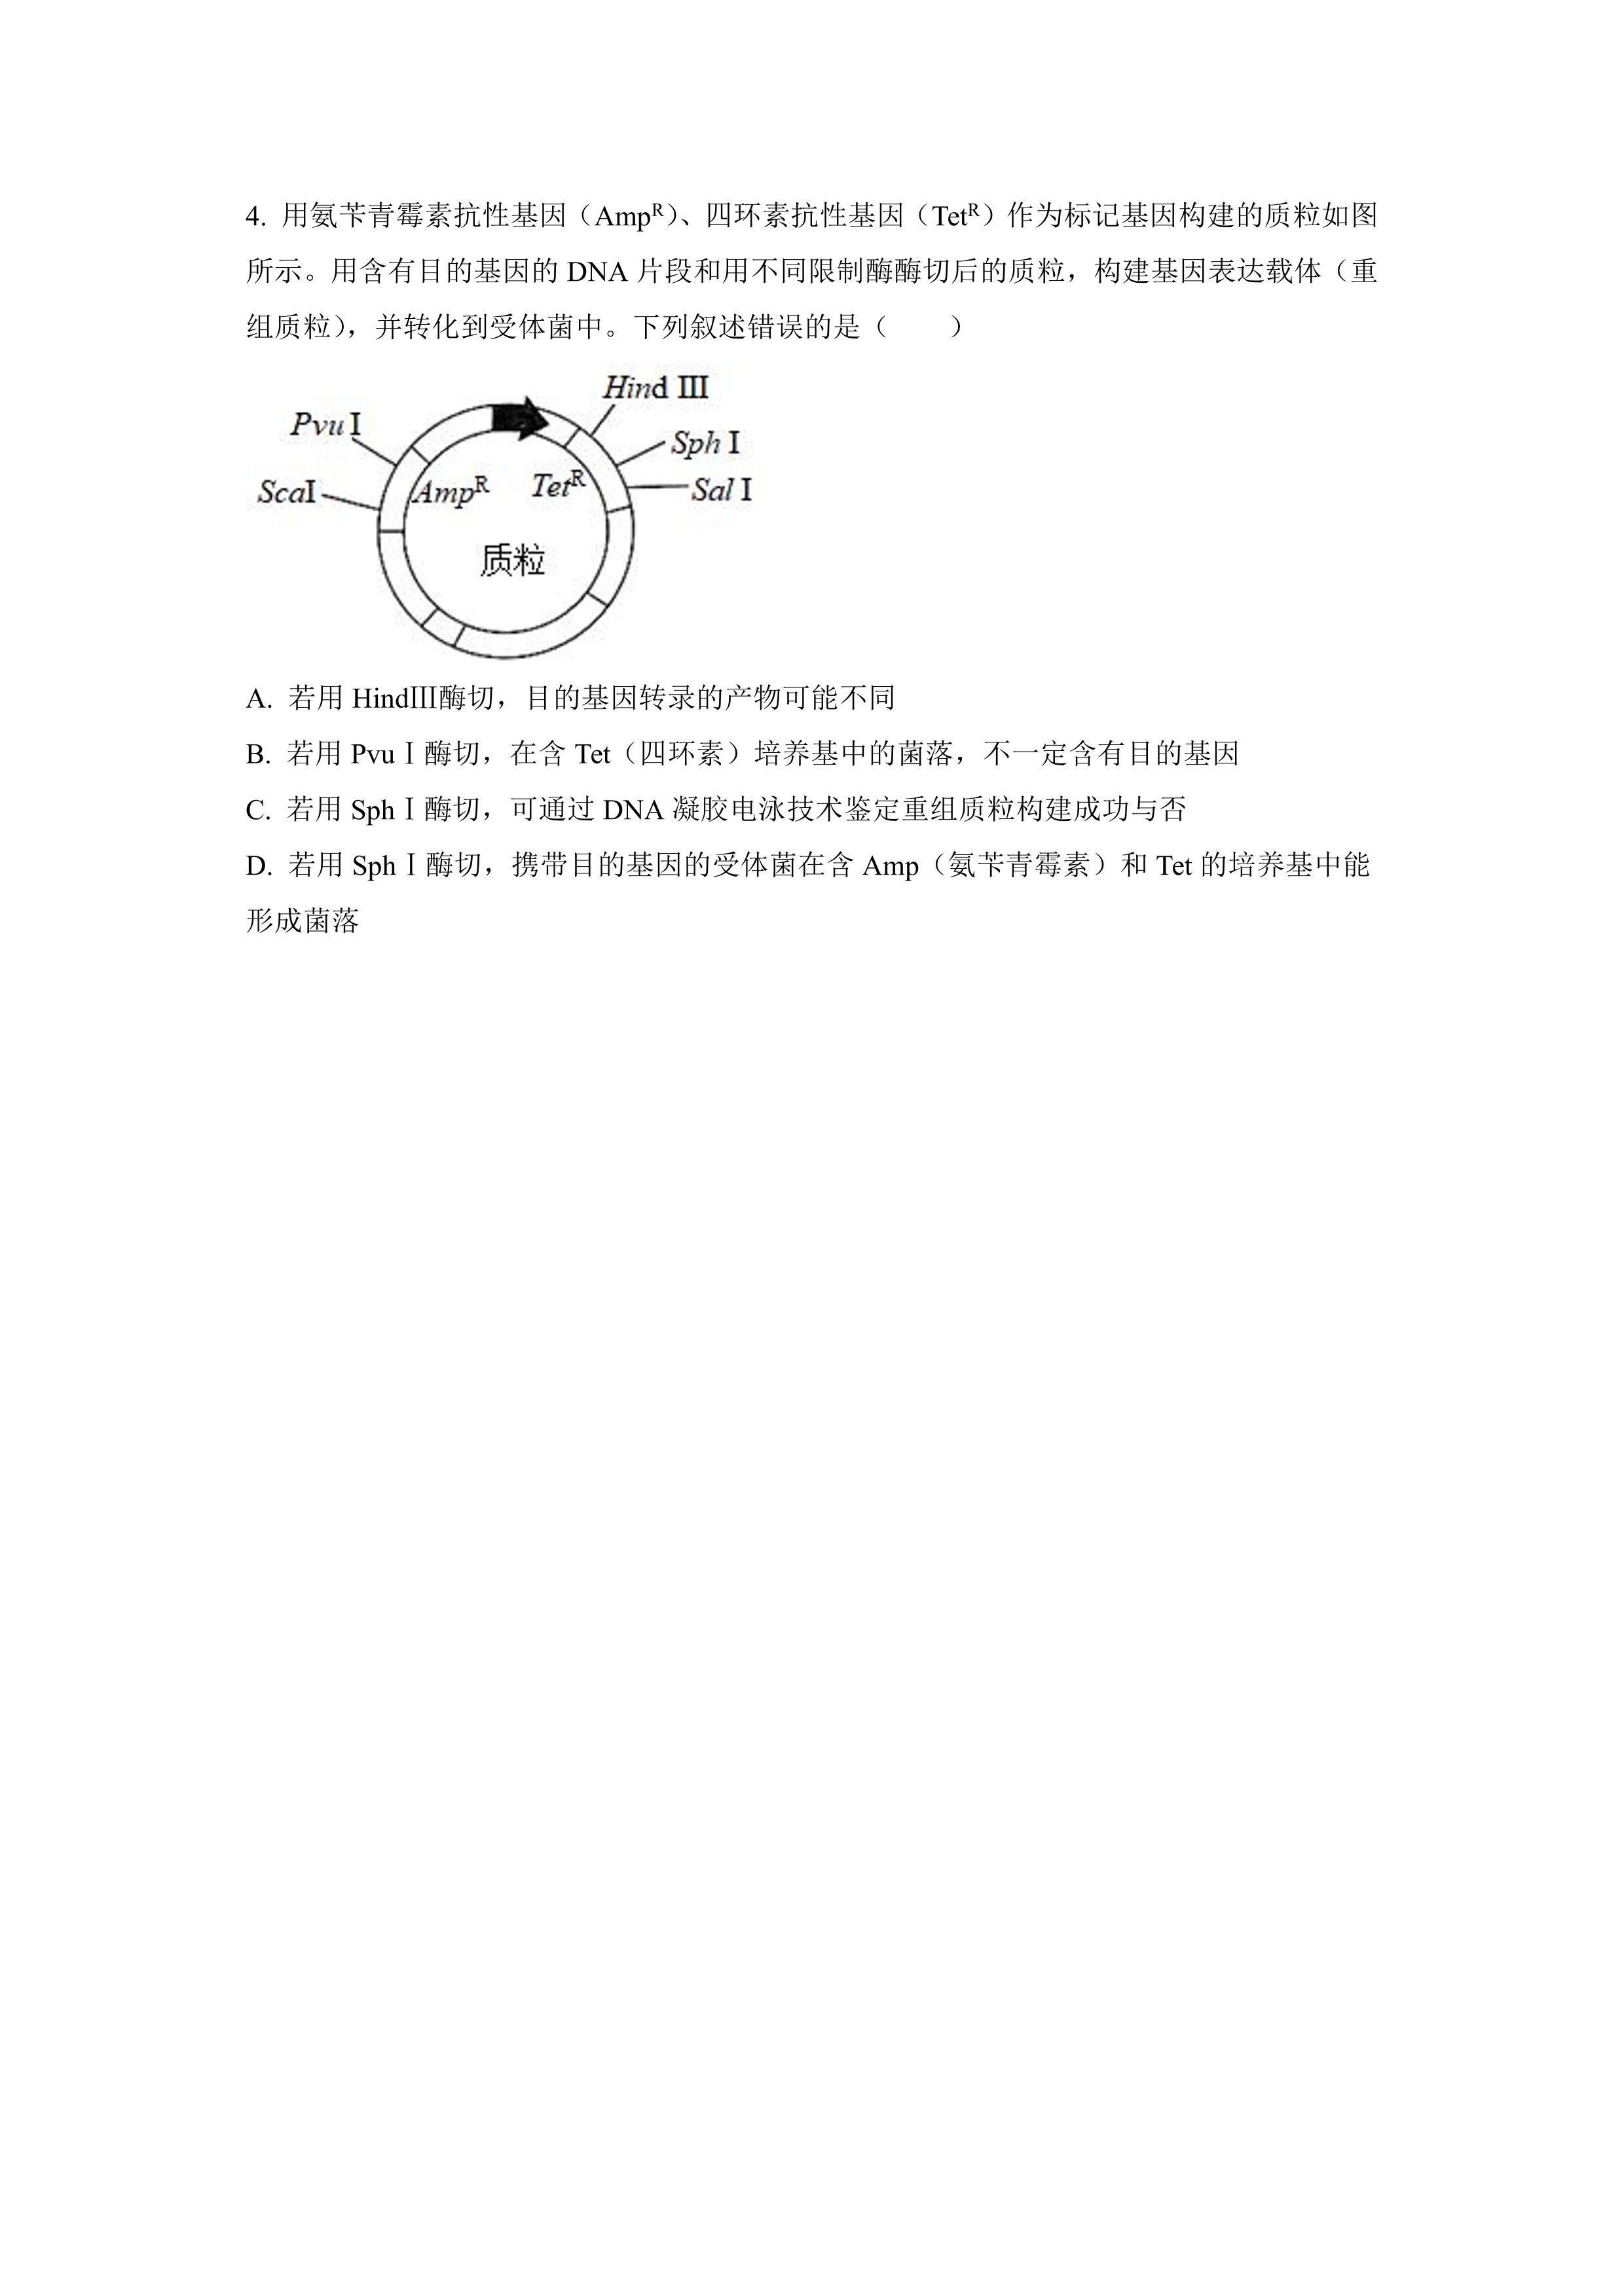 4. 用氨苄青霉素抗性基因（AmpR）、四环素抗性基因（TetR）作为标记基因构建的质粒如图
所示。用含有目的基因的 DNA 片段和用不同限制酶酶切后的质粒，构建基因表达载体（重
组质粒），并转化到受体菌中。下列叙述错误的是（　　）
Hind Ⅲ
Pvu Ⅰ
Sph Ⅰ
ScaⅠ
AmpR
TetR
Sal Ⅰ
质粒
A. 若用 HindⅢ酶切，目的基因转录的产物可能不同
B. 若用 PvuⅠ酶切，在含 Tet（四环素）培养基中的菌落，不一定含有目的基因
C. 若用 SphⅠ酶切，可通过 DNA 凝胶电泳技术鉴定重组质粒构建成功与否
D. 若用 SphⅠ酶切，携带目的基因的受体菌在含 Amp（氨苄青霉素）和 Tet 的培养基中能
形成菌落